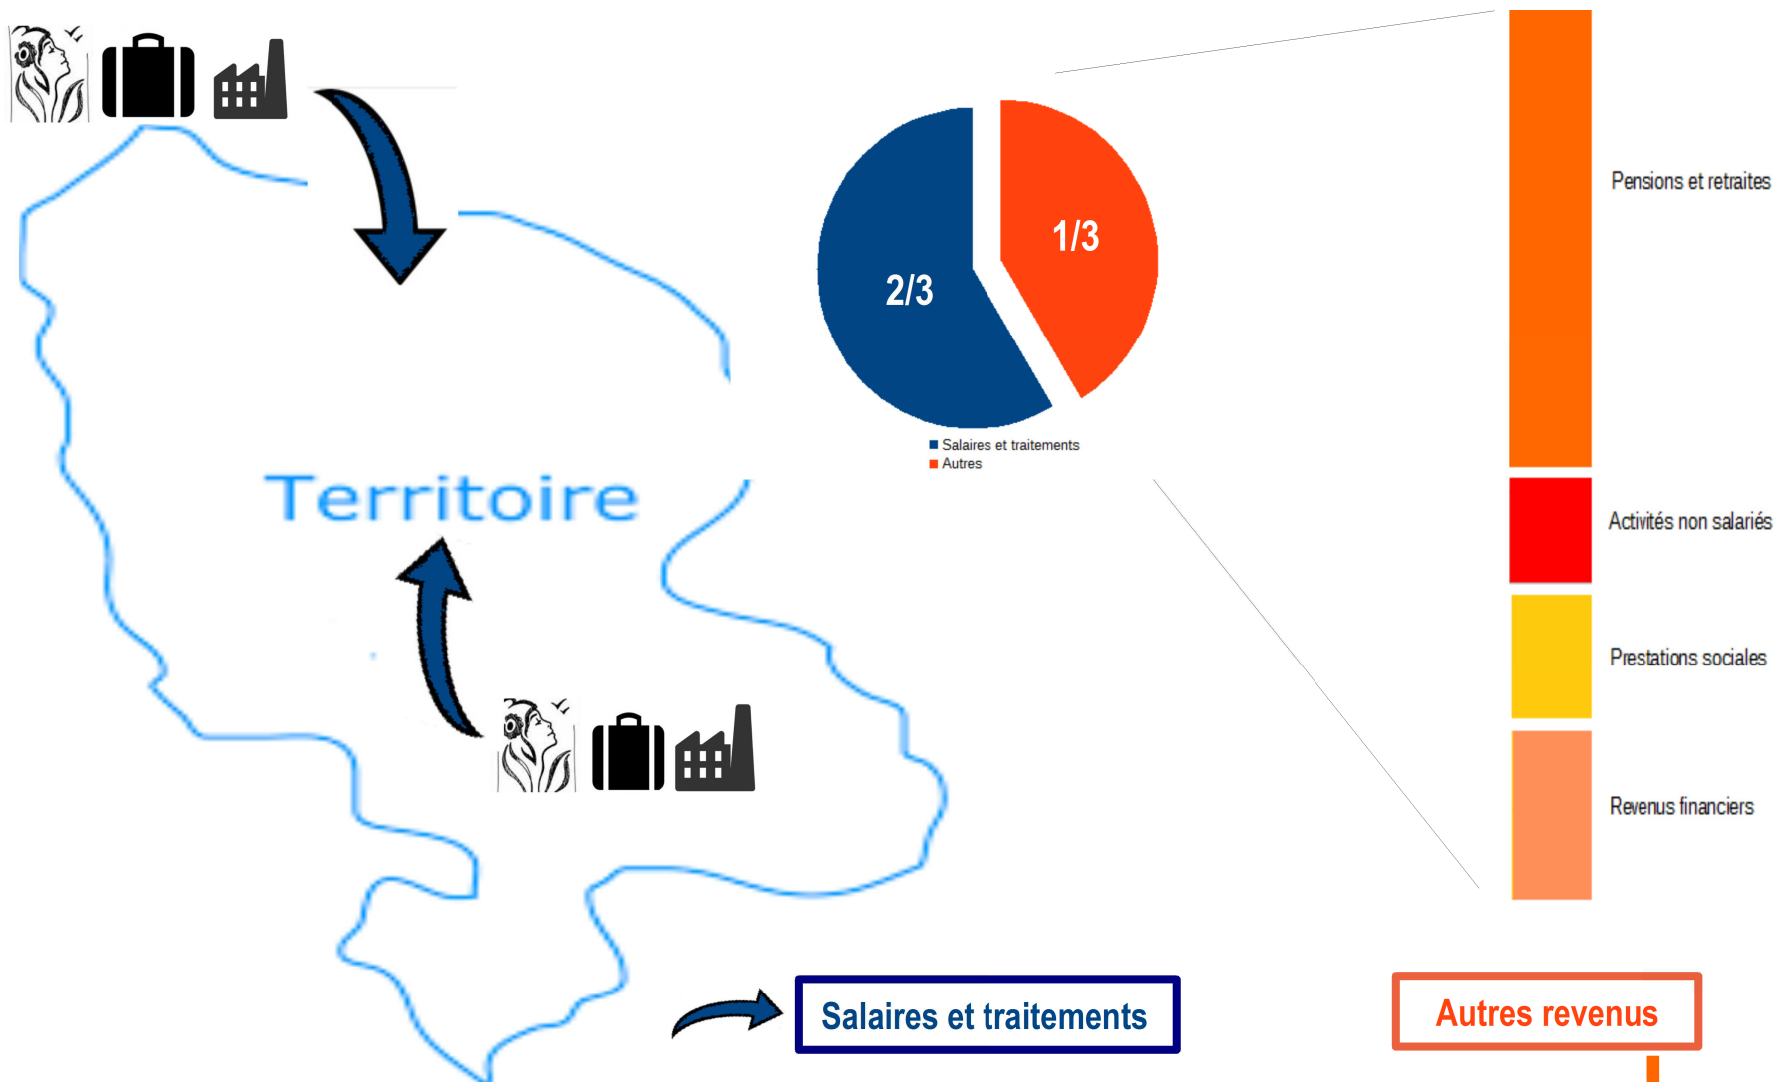 Territoire
2/3
1/3
Salaires et traitements
Autres
Pensions et retraites
Activités non salariés
Prestations sociales
Revenus financiers
Salaires et traitements
Autres revenus